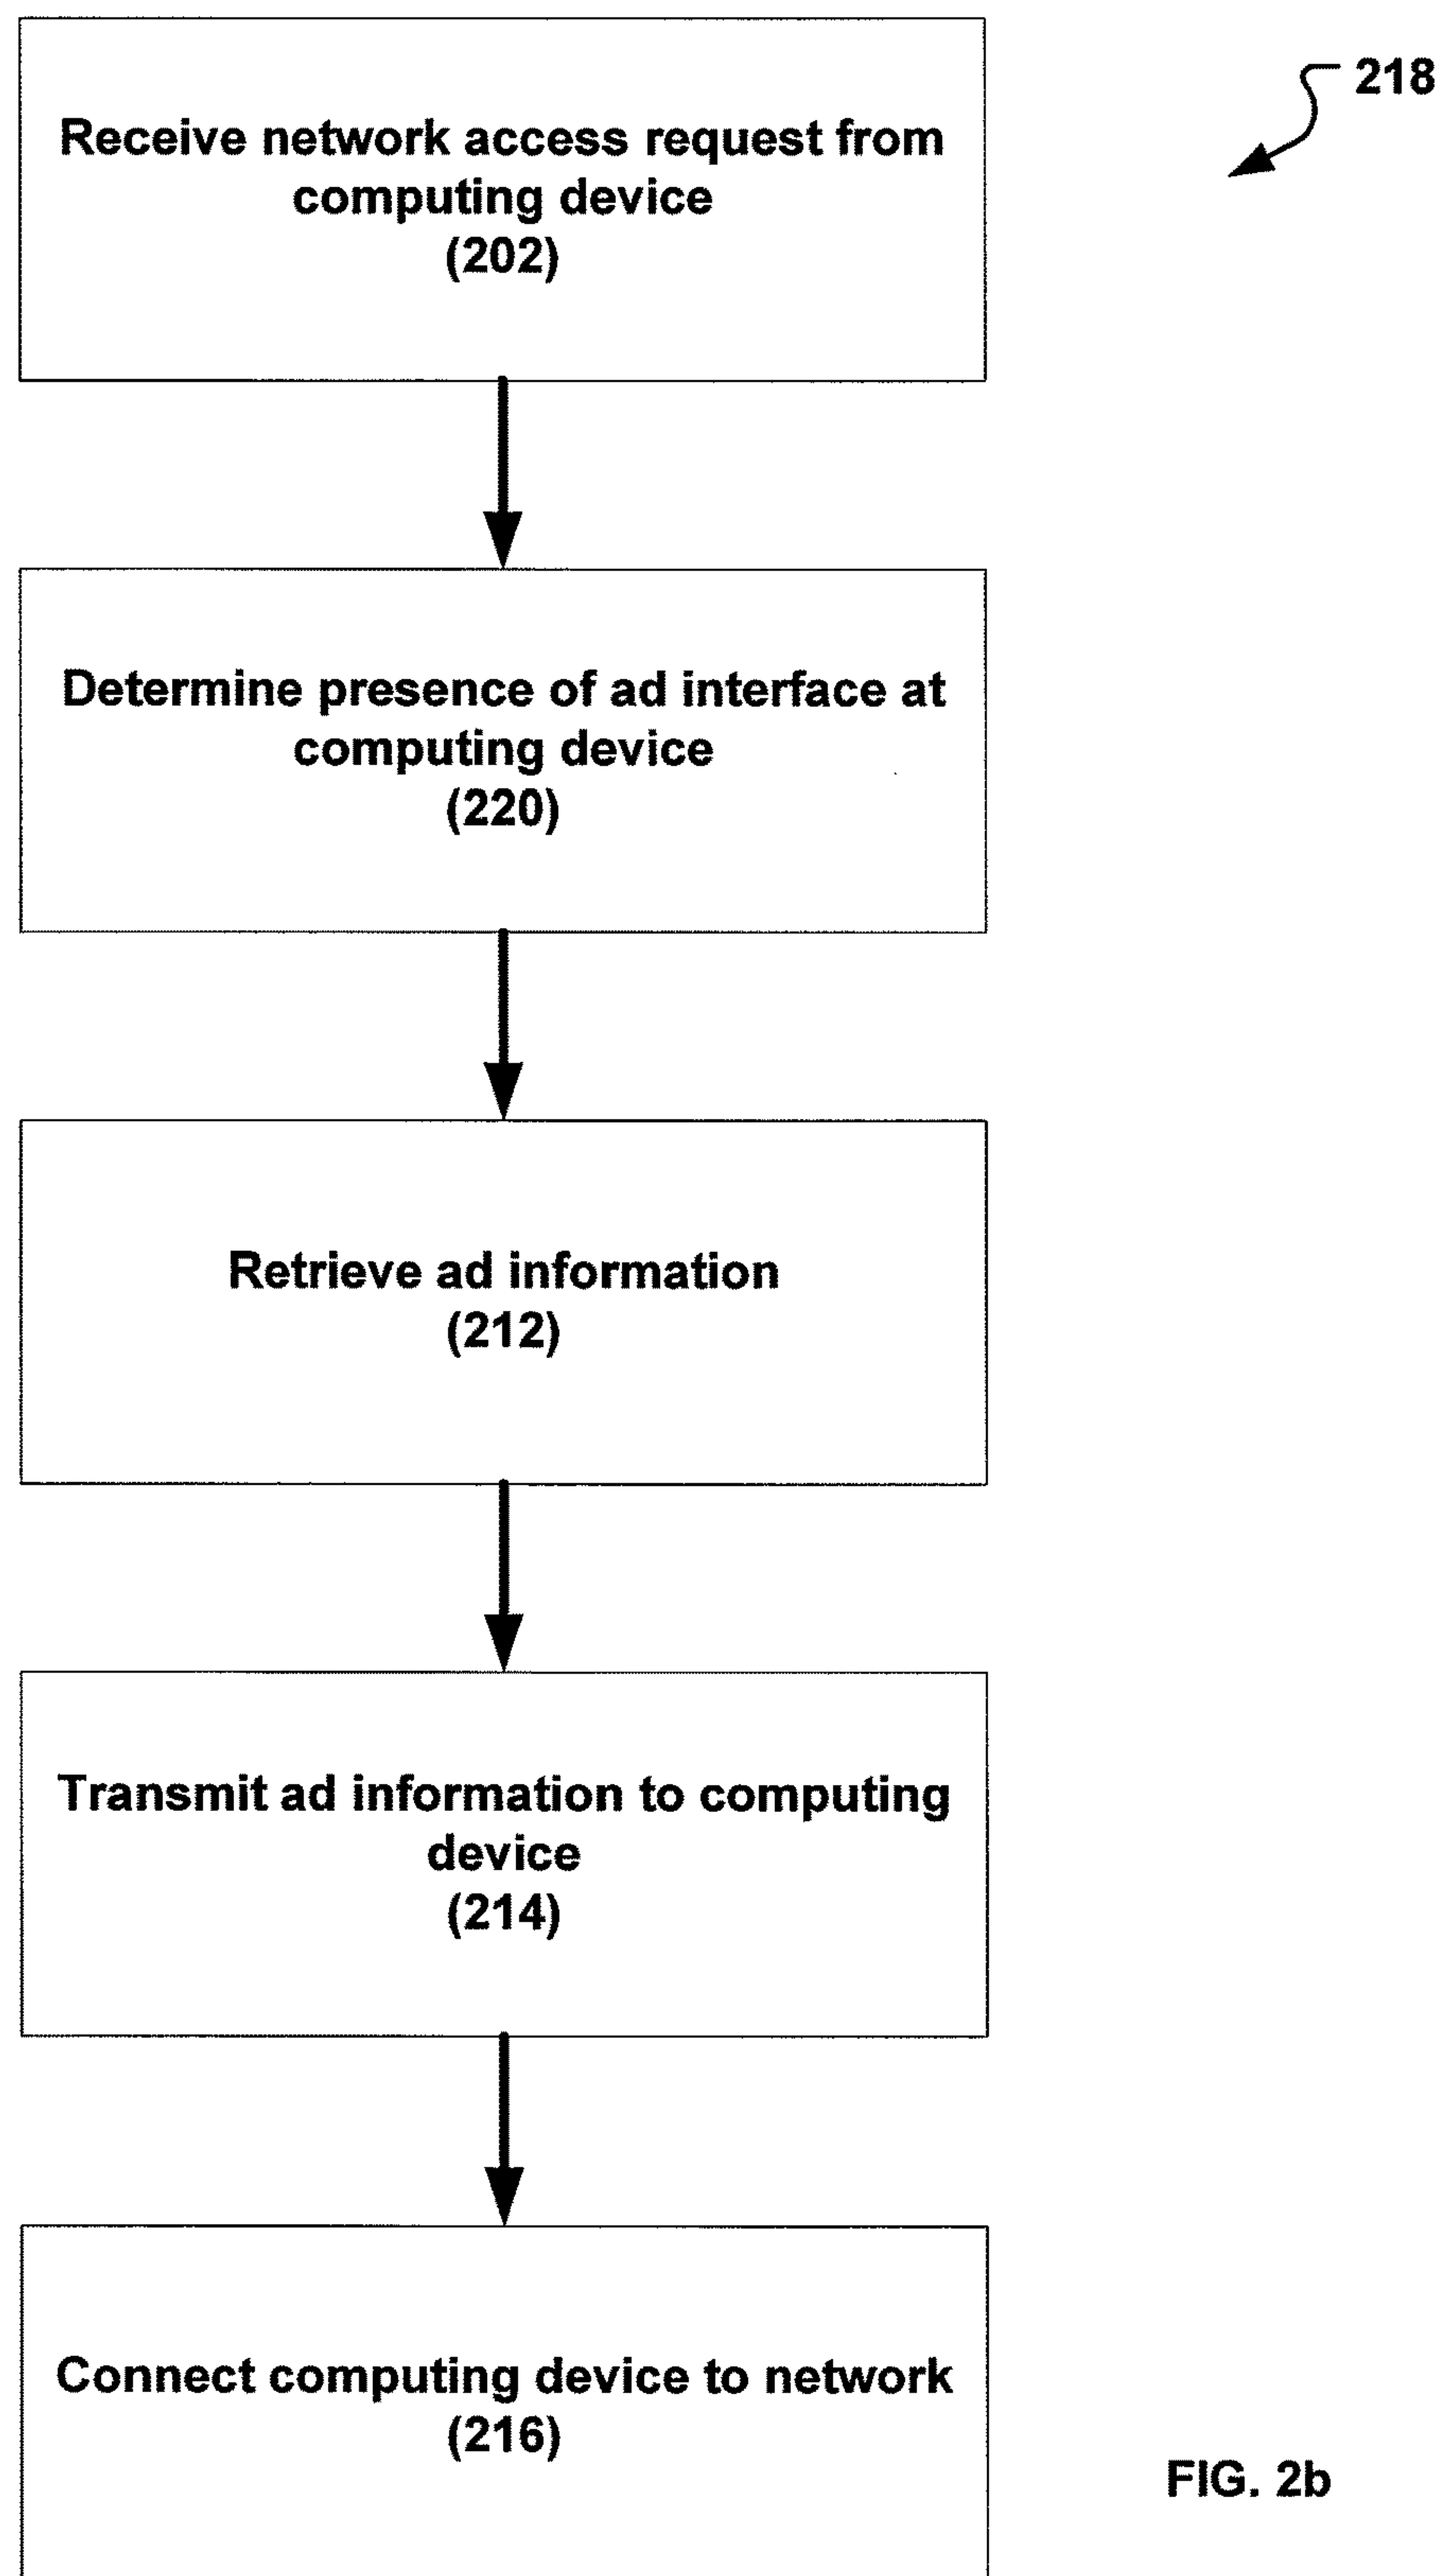 218
Receive network access request from
computing device
(202)
Determine presence of ad interface at
computing device
(220)
Retrieve ad information
(212)
Transmit ad information to computing
device
(214)
Connect computing device to network
(216)
FIG. 2b